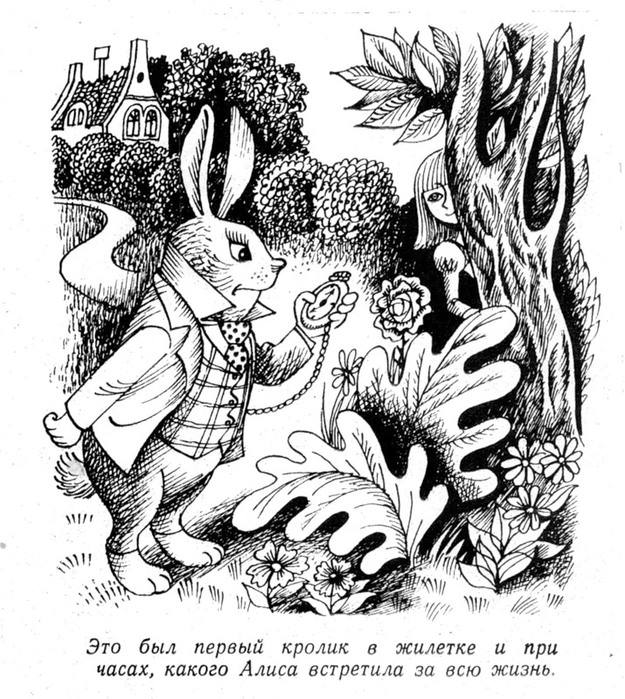 Это был первый кролик в жилетке и при
часах, какого Алиса встретила за всю жизнь.